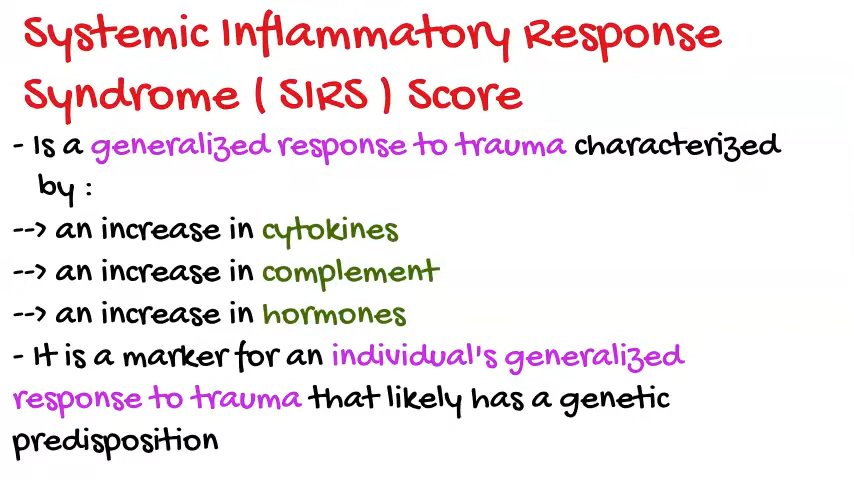 Systemic Inflammatory Response
Syndrome ( SIRS ) Score
- Is a generalized response to trauma characterized
by :
--> an increase in cytokines
--> an increase in complement
--> an increase in hormones
- It is a marker for an individual's generalized
response to trauma that likely has a genetic
predisposition